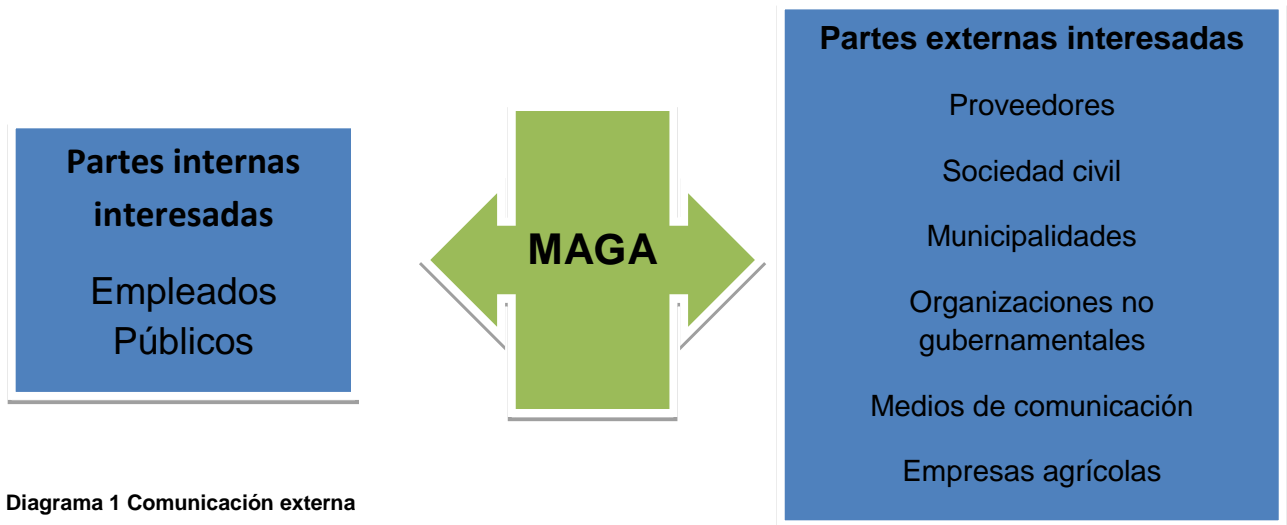 Partes internas
interesadas
Empleados
Públicos
MAGA
Partes externas interesadas
Proveedores
Sociedad civil
Municipalidades
Organizaciones no
gubernamentales
Medios de comunicación
Empresas agrícolas
Diagrama 1 Comunicación externa